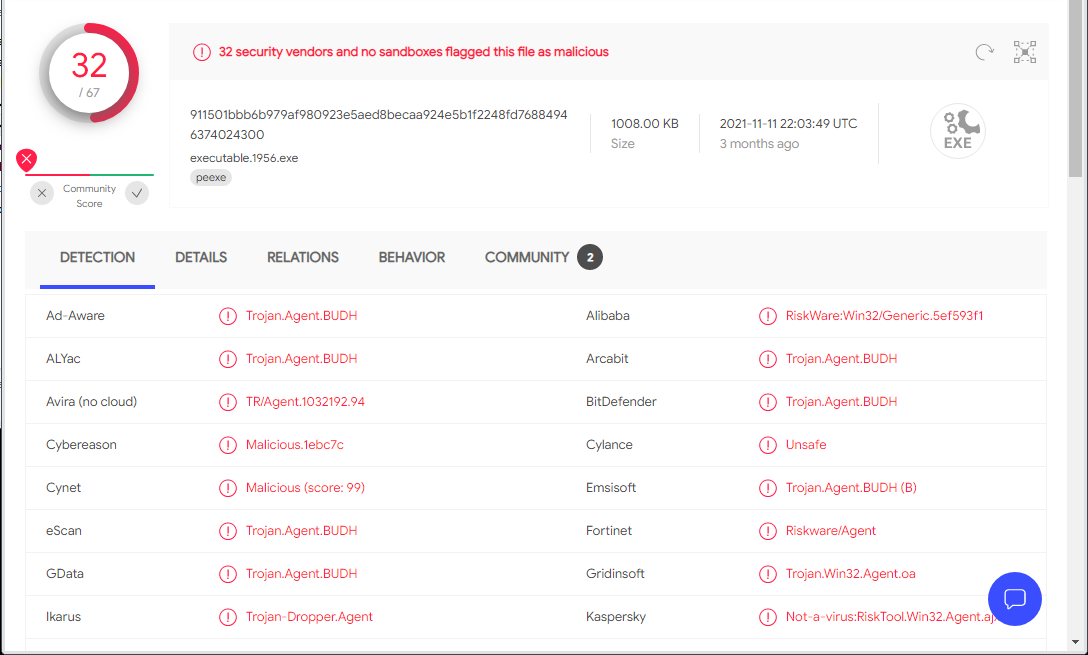 32
/ 67
Community
Score
32 security vendors and no sandboxes flagged this file as malicious
911501bbb6b979af980923e5aed8becaa924e5b1f2248fd7688494
6374024300
executable.1956.exe
peexe
1008.00 KB
Size
2021-11-11 22:03:49 UTC
3 months ago
EXE
DETECTION DETAILS RELATIONS BEHAVIOR COMMUNITY 2
Ad-Aware Trojan.Agent.BUDH Alibaba RiskWare:Win32/Generic.5ef593f1
ALYac Trojan.Agent.BUDH Arcabit Trojan.Agent.BUDH
Avira (no cloud) TR/Agent.1032192.94 BitDefender Trojan.Agent.BUDH
Cybereason Malicious.1ebc7c Cylance Unsafe
Cynet Malicious (score: 99) Emsisoft Trojan.Agent.BUDH (B)
eScan Trojan.Agent.BUDH Fortinet Riskware/Agent
GData Trojan.Agent.BUDH Gridinsoft Trojan.Win32.Agent.oa
Ikarus Trojan-Dropper.Agent Kaspersky Not-a-virus:RiskTool.Win32.Agent